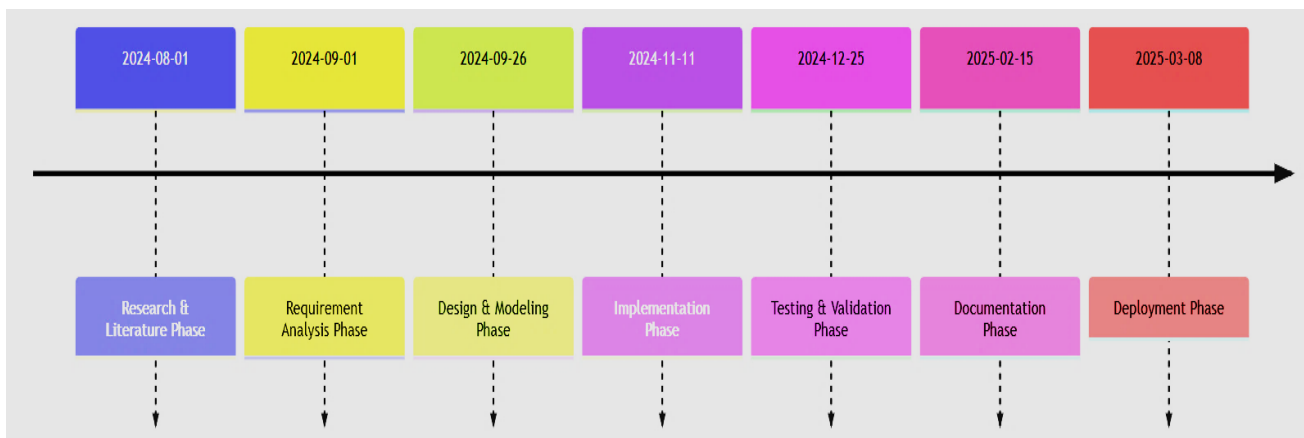 2024-08-01
2024-09-01
2024-09-26
2024-11-11
2024-12-25
2025-02-15
2025-03-08
Research &
Literature Phase
Requirement
Analysis Phase
Design & Modeling
Phase
Implementation
Phase
Testing & Validation
Phase
Documentation
Phase
Deployment Phase